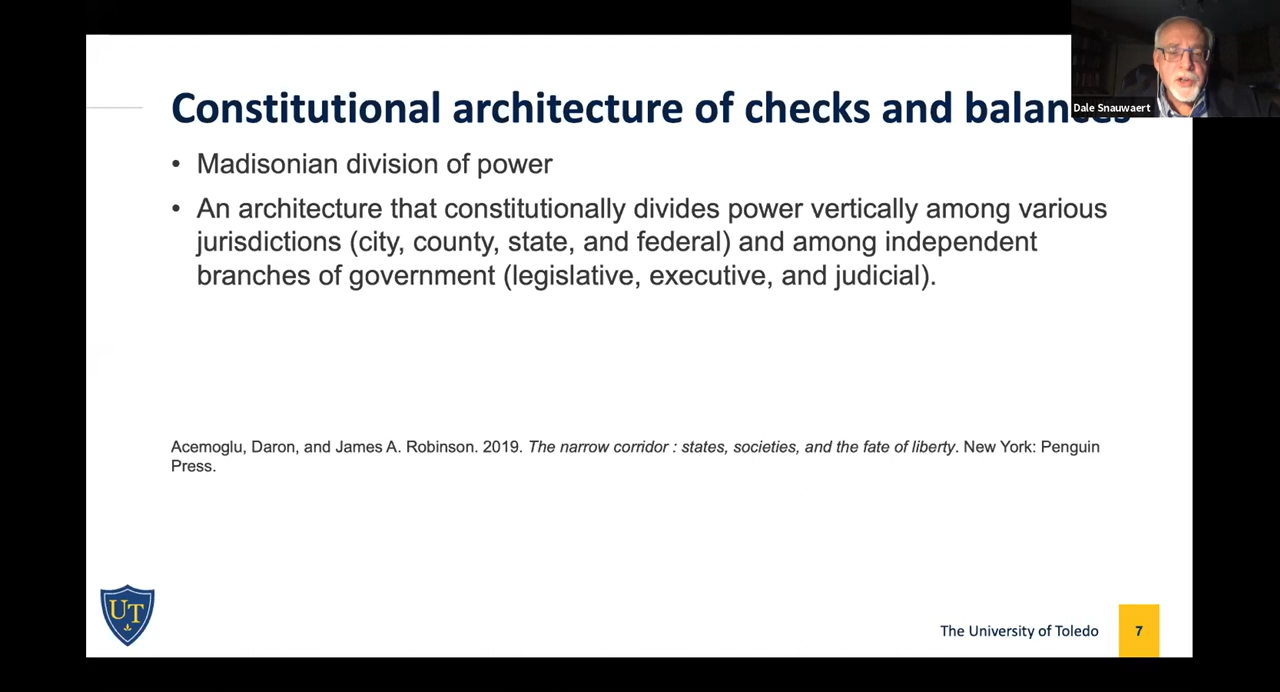 Constitutional architecture of checks and balances
Dale Snauwaert
• Madisonian division of power
• An architecture that constitutionally divides power vertically among various
jurisdictions (city, county, state, and federal) and among independent
branches of government (legislative, executive, and judicial).
Acemoglu, Daron, and James A. Robinson. 2019. The narrow corridor : states, societies, and the fate of liberty. New York: Penguin
Press.
UT
The University of Toledo
7